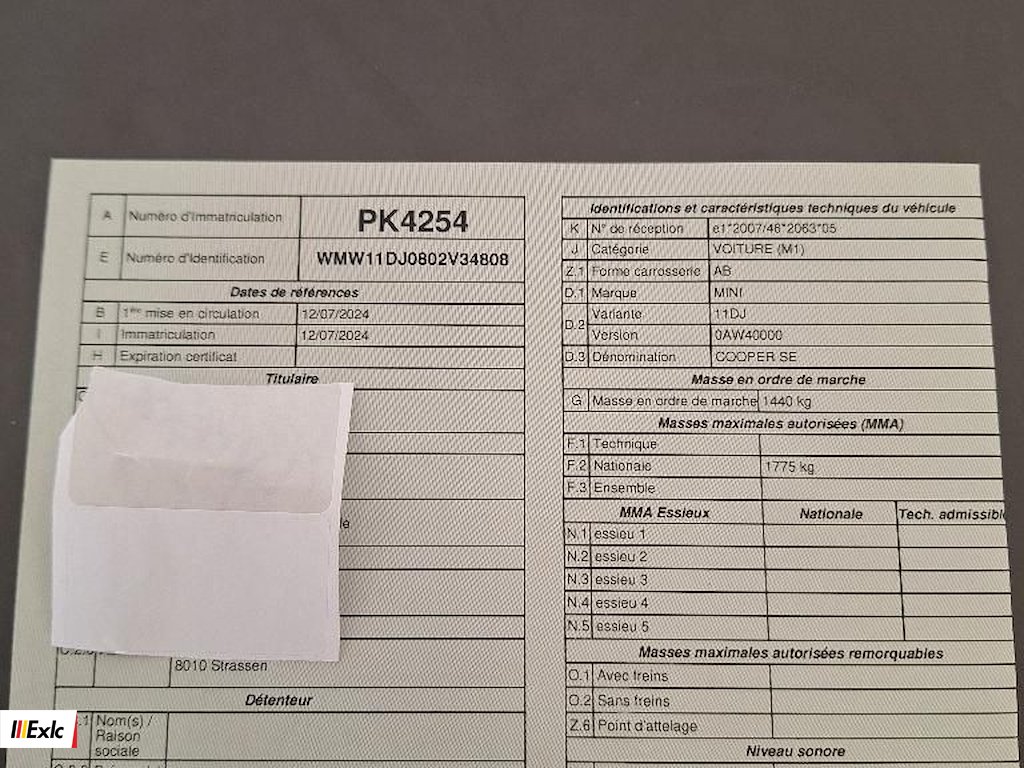 A Numéro d'Immatriculation PK4254
E Numéro d'Identification WMW11DJ0802V34808
Dates de références
B 1ère mise en circulation 12/07/2024
I Immatriculation 12/07/2024
H Expiration certificat
Titulaire
8010 Strassen
Détenteur
Nom(s) /
Raison
sociale
Identifications et caractéristiques techniques du véhicule
K N° de réception e1*2007/46*2063*05
J Catégorie VOITURE (M1)
Z.1 Forme carrosserie AB
D.1 Marque MINI
D.2 Variante 11DJ
Version 0AW40000
D.3 Dénomination COOPER SE
Masse en ordre de marche
G Masse en ordre de marche 1440 kg
Masses maximales autorisées (MMA)
F.1 Technique
F.2 Nationale 1775 kg
F.3 Ensemble
MMA Essieux Nationale Tech. admissible
N.1 essieu 1
N.2 essieu 2
N.3 essieu 3
N.4 essieu 4
N.5 essieu 5
Masses maximales autorisées remorquables
O.1 Avec freins
O.2 Sans freins
Z.6 Point d'attelage
Niveau sonore
Exlc